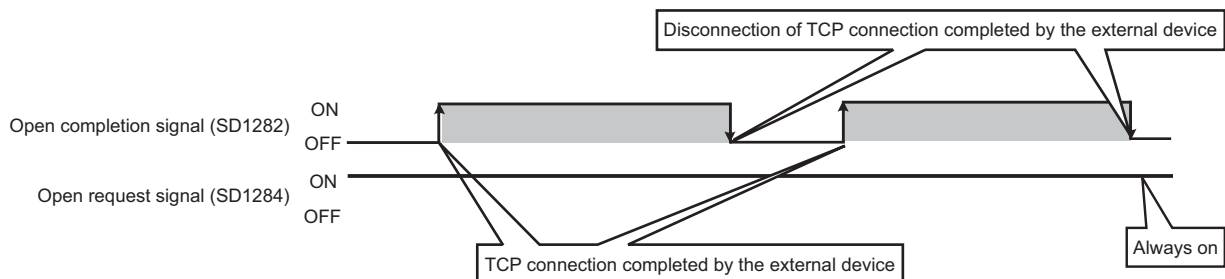 Disconnection of TCP connection completed by the external device
Open completion signal (SD1282)
ON
OFF
Open request signal (SD1284)
ON
OFF
TCP connection completed by the external device
Always on